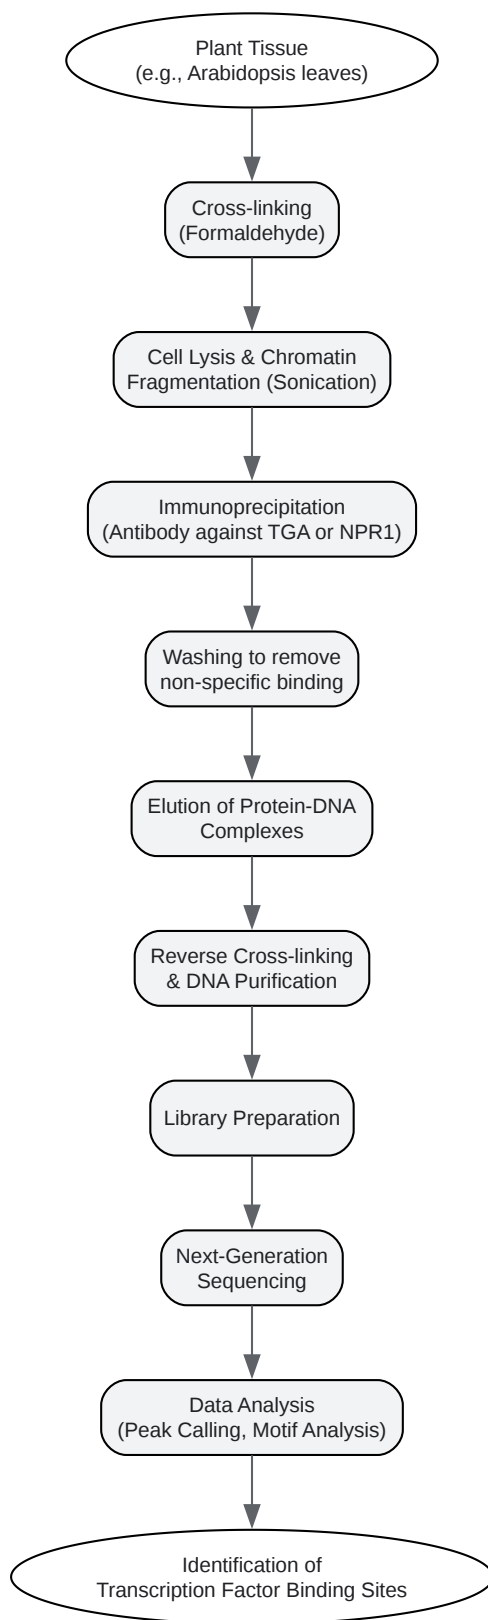 Plant Tissue
(e.g., Arabidopsis leaves)
Cross-linking
(Formaldehyde)
Cell Lysis & Chromatin
Fragmentation (Sonication)
Immunoprecipitation
(Antibody against TGA or NPR1)
Washing to remove
non-specific binding
Elution of Protein-DNA
Complexes
Reverse Cross-linking
& DNA Purification
Library Preparation
Next-Generation
Sequencing
Data Analysis
(Peak Calling, Motif Analysis)
Identification of
Transcription Factor Binding Sites